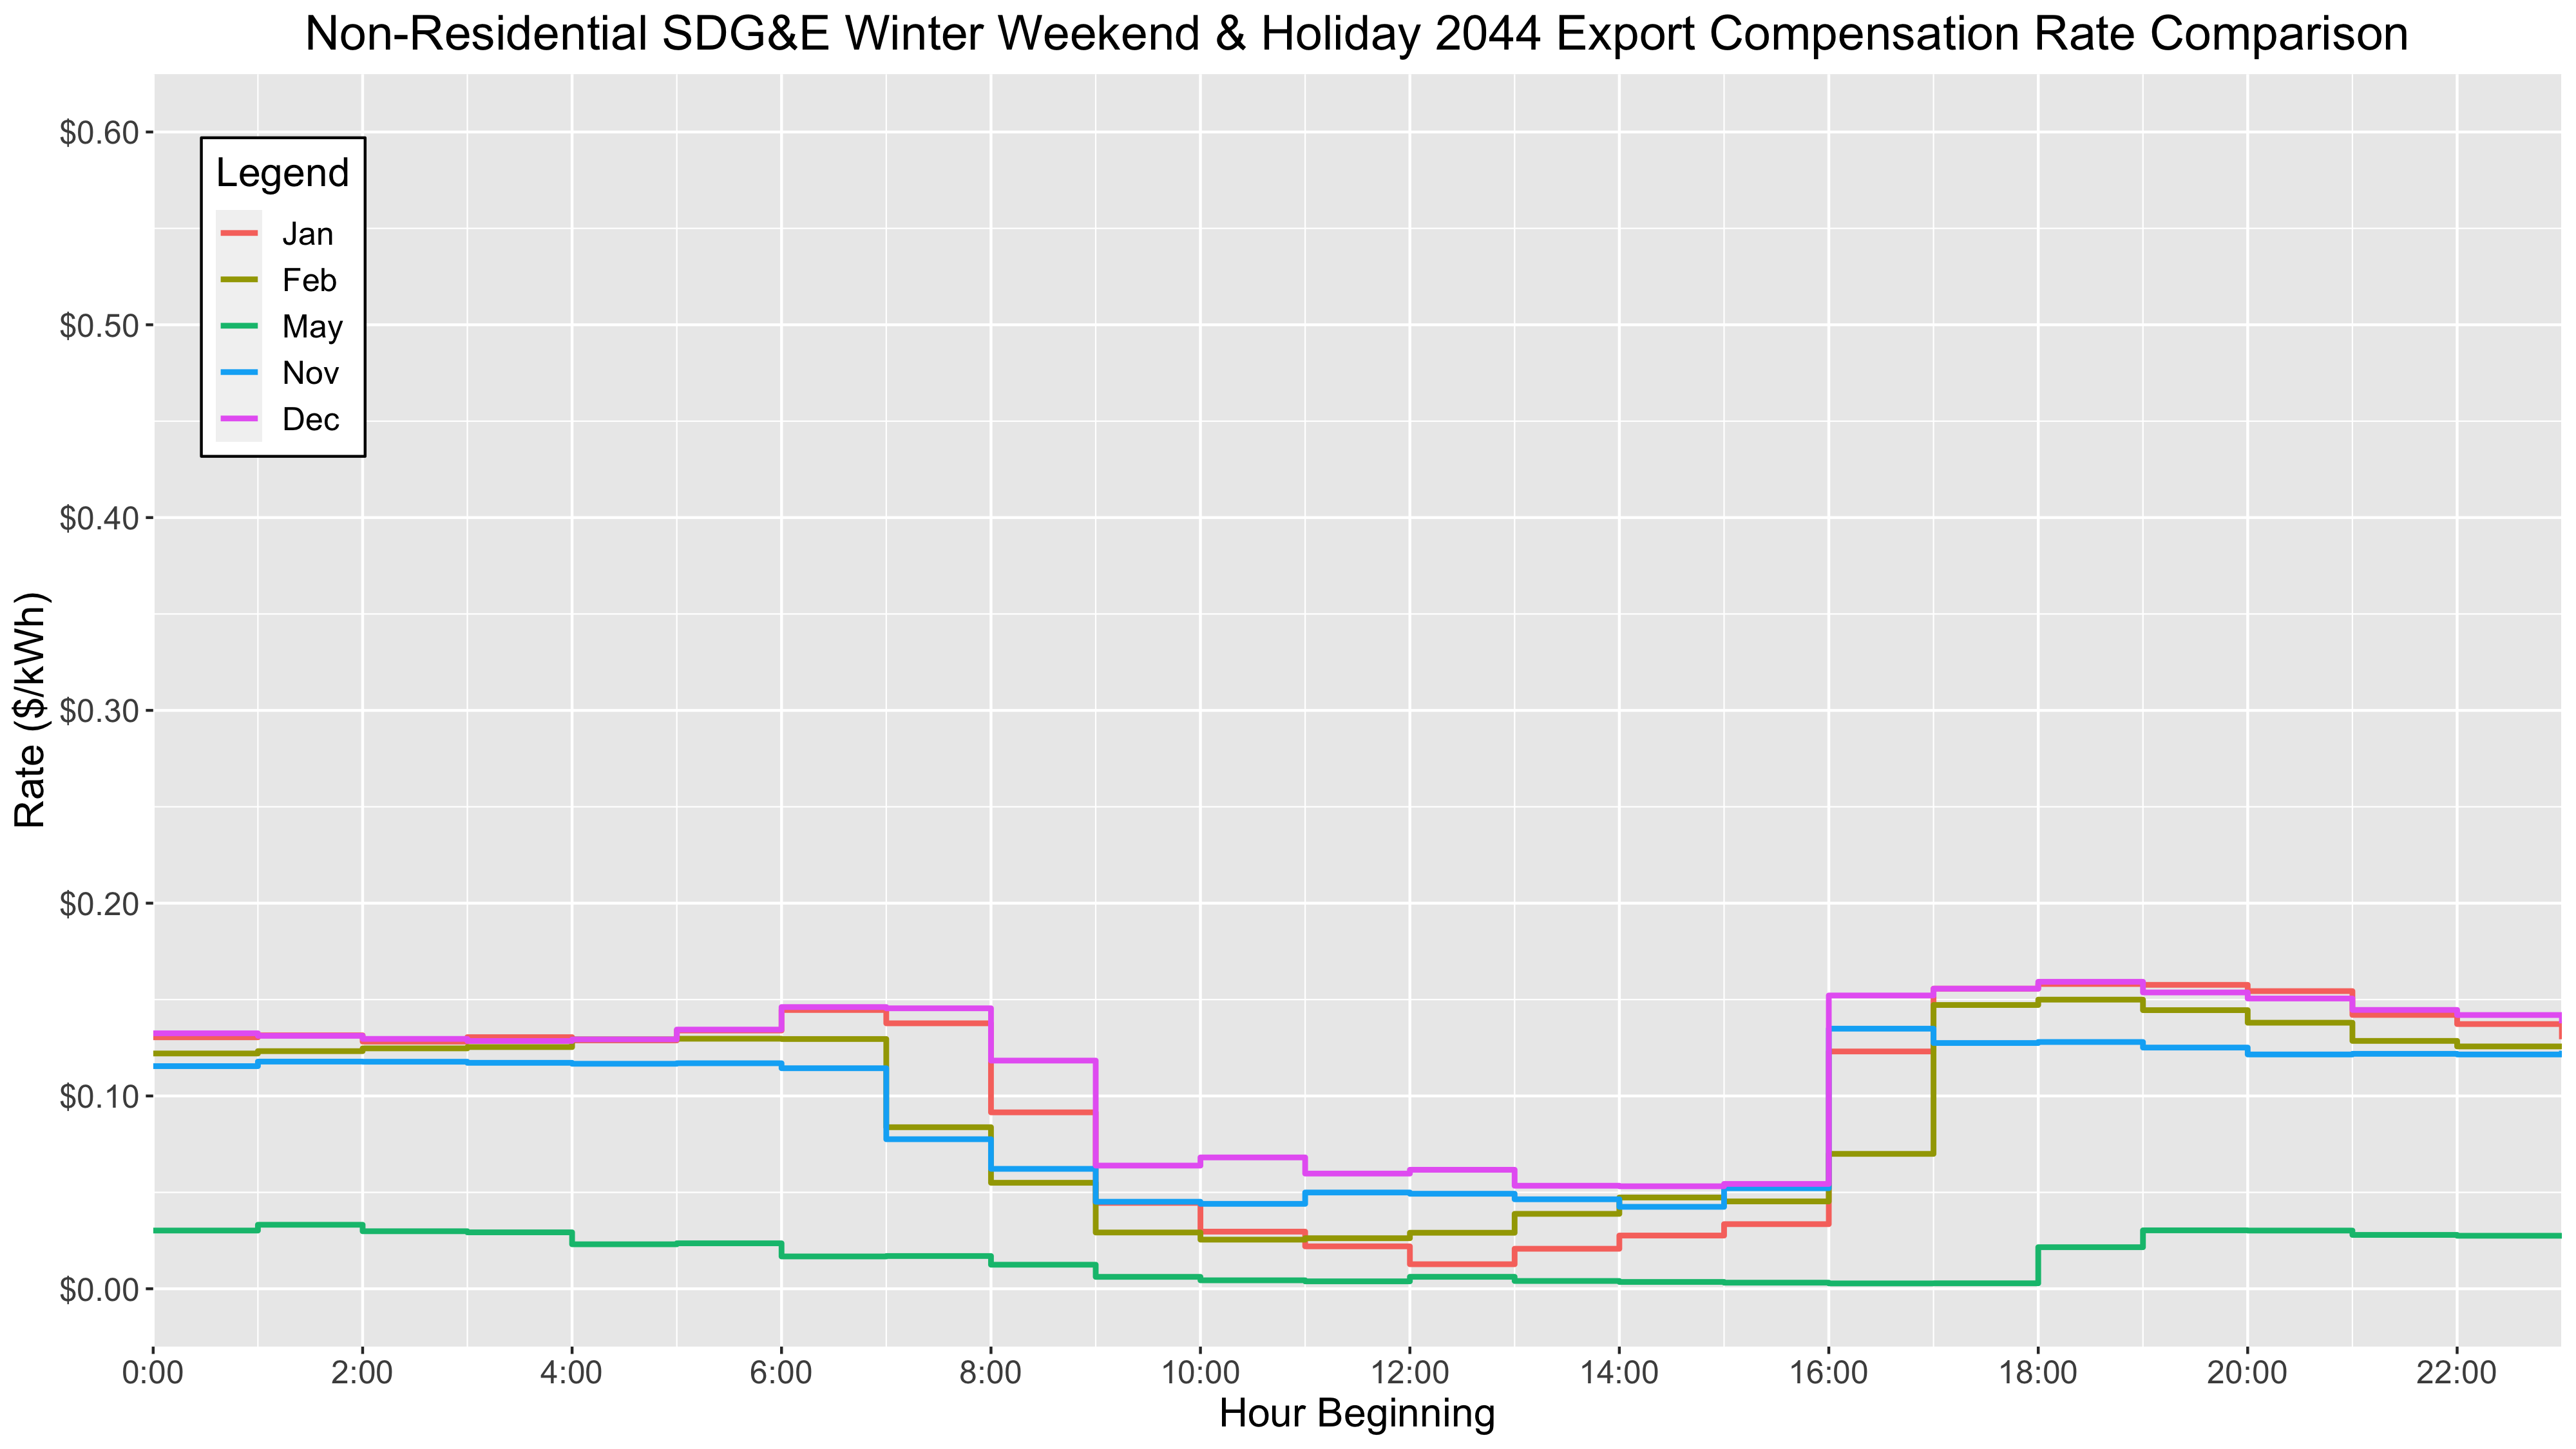 Non-Residential SDG&E Winter Weekend & Holiday 2044 Export Compensation Rate Comparison
$0.60
$0.50
$0.40
$0.30
$0.20
$0.10
$0.00
Rate ($/kWh)
Legend
Jan
Feb
May
Nov
Dec
0:00 2:00 4:00 6:00 8:00 10:00 12:00 14:00 16:00 18:00 20:00 22:00
Hour Beginning